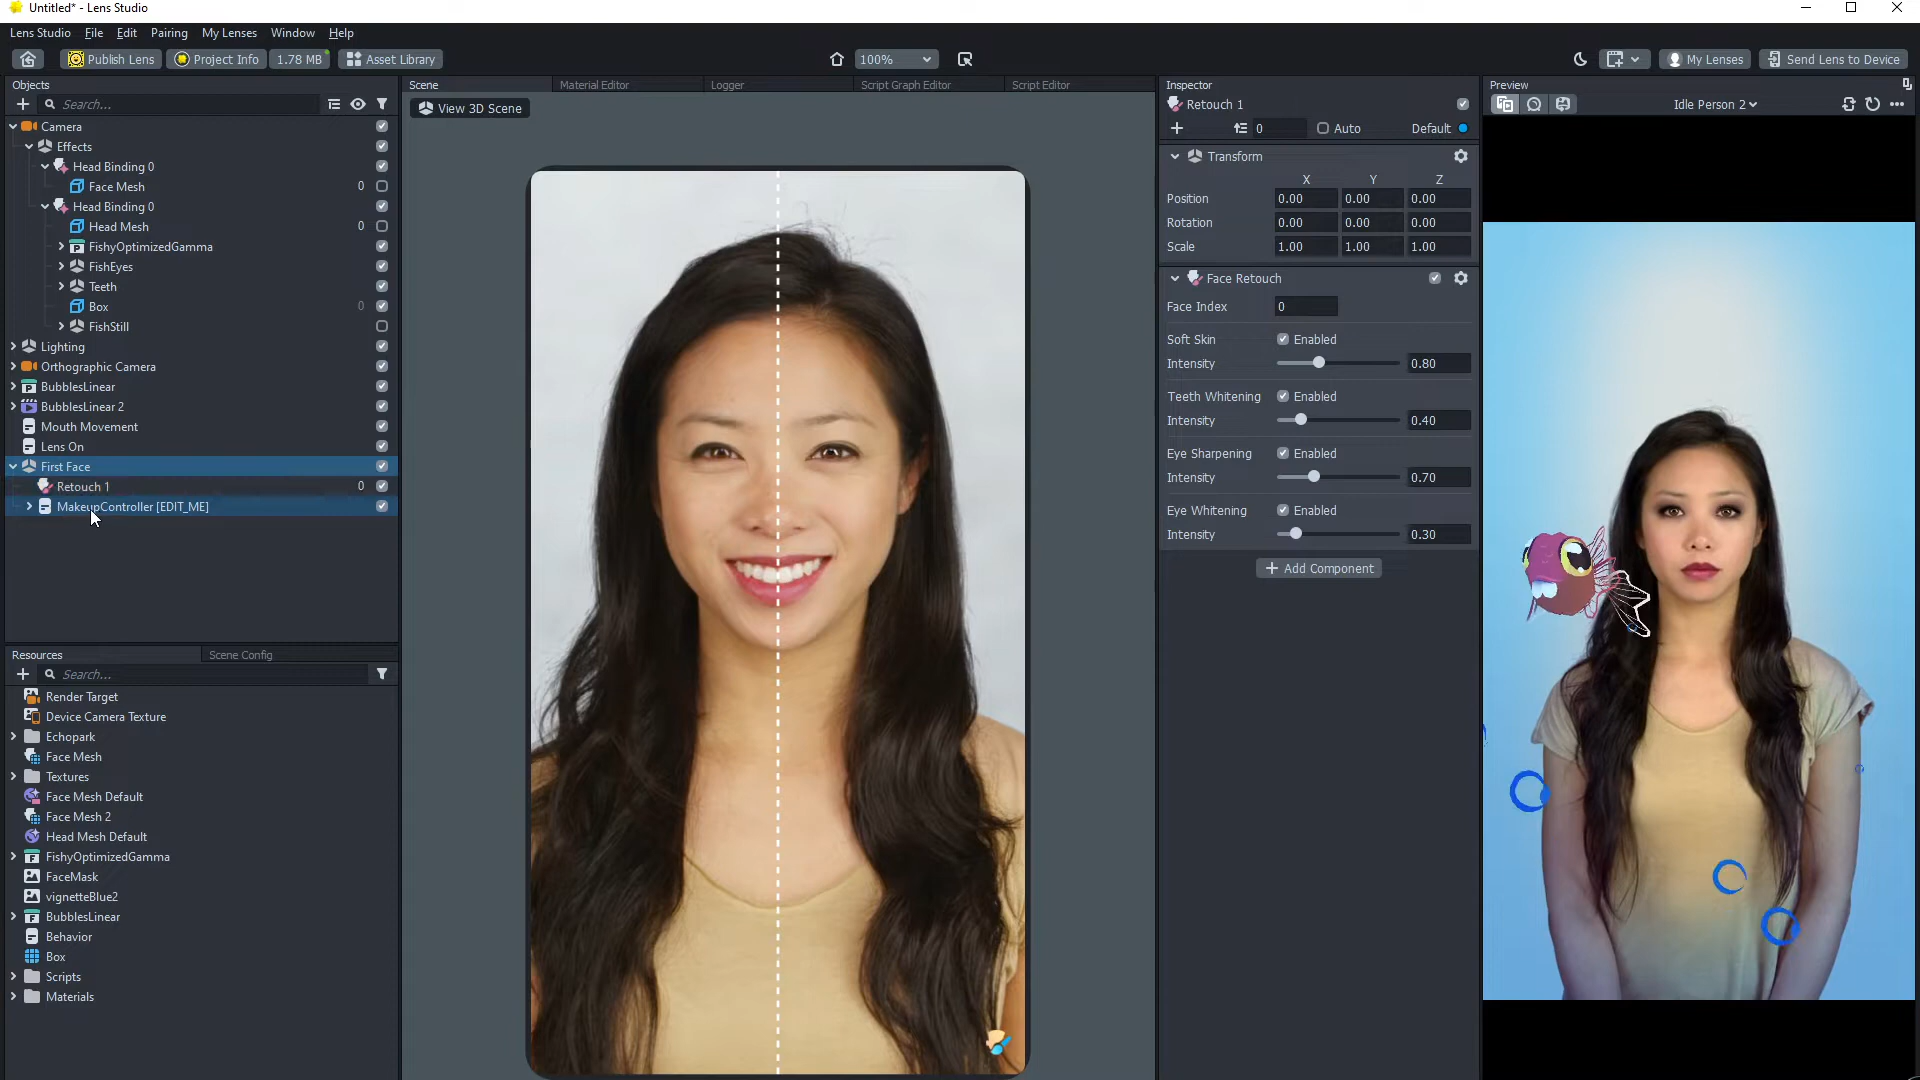 Untitled* - Lens Studio
Lens Studio File Edit Pairing My Lenses Window Help
Publish Lens Project Info 1.78 MB Asset Library 100% My Lenses Send Lens to Device
Objects
Search...
Camera
Effects
Head Binding 0
Face Mesh 0
Head Binding 0
Head Mesh 0
FishyOptimizedGamma
FishEyes
Teeth
Box 0
FishStill
Lighting
Orthographic Camera
BubblesLinear
BubblesLinear 2
Mouth Movement
Lens On
First Face
Retouch 1 0
MakeupController [EDIT_ME]
Resources Scene Config
Search...
Render Target
Device Camera Texture
Echopark
Face Mesh
Textures
Face Mesh Default
Face Mesh 2
Head Mesh Default
FishyOptimizedGamma
FaceMask
vignetteBlue2
BubblesLinear
Behavior
Box
Scripts
Materials
Scene Material Editor Logger Script Graph Editor Script Editor
View 3D Scene
Inspector
Retouch 1
0 Auto Default
Transform
X Y Z
Position 0.00 0.00 0.00
Rotation 0.00 0.00 0.00
Scale 1.00 1.00 1.00
Face Retouch
Face Index 0
Soft Skin Enabled
Intensity 0.80
Teeth Whitening Enabled
Intensity 0.40
Eye Sharpening Enabled
Intensity 0.70
Eye Whitening Enabled
Intensity 0.30
+ Add Component
Preview
Idle Person 2